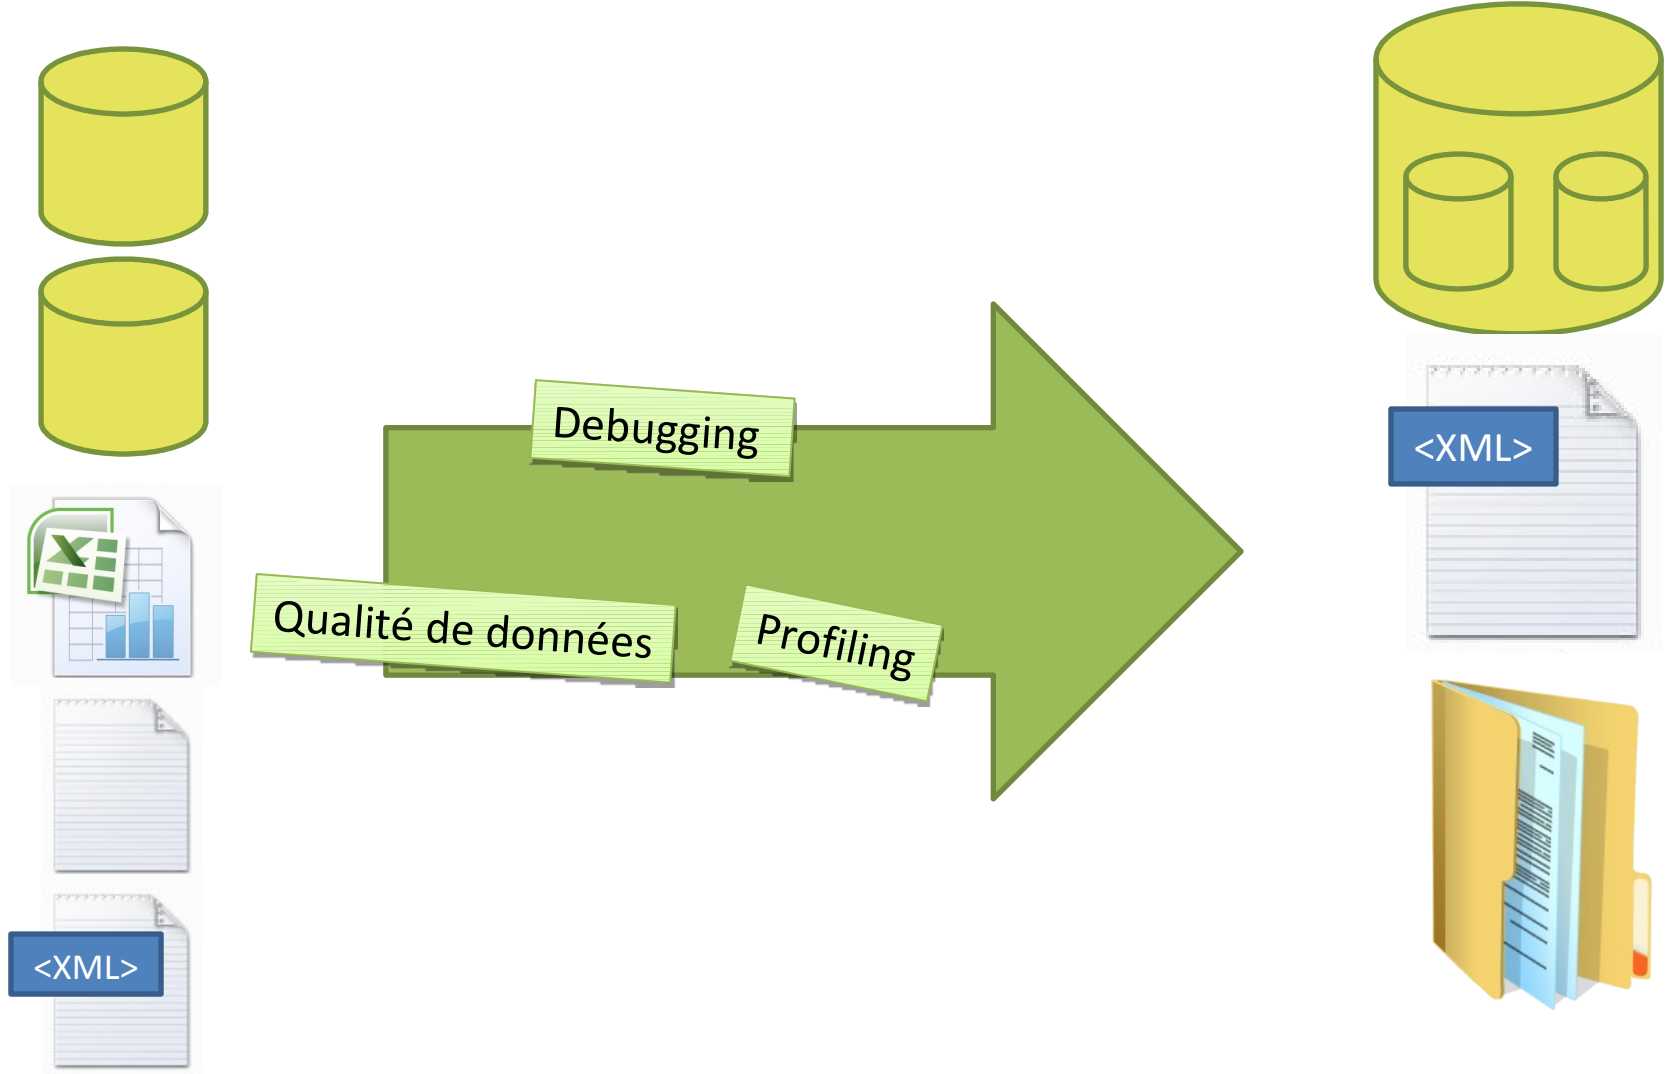 Debugging
<XML>
Qualité de données
Profiling
<XML>